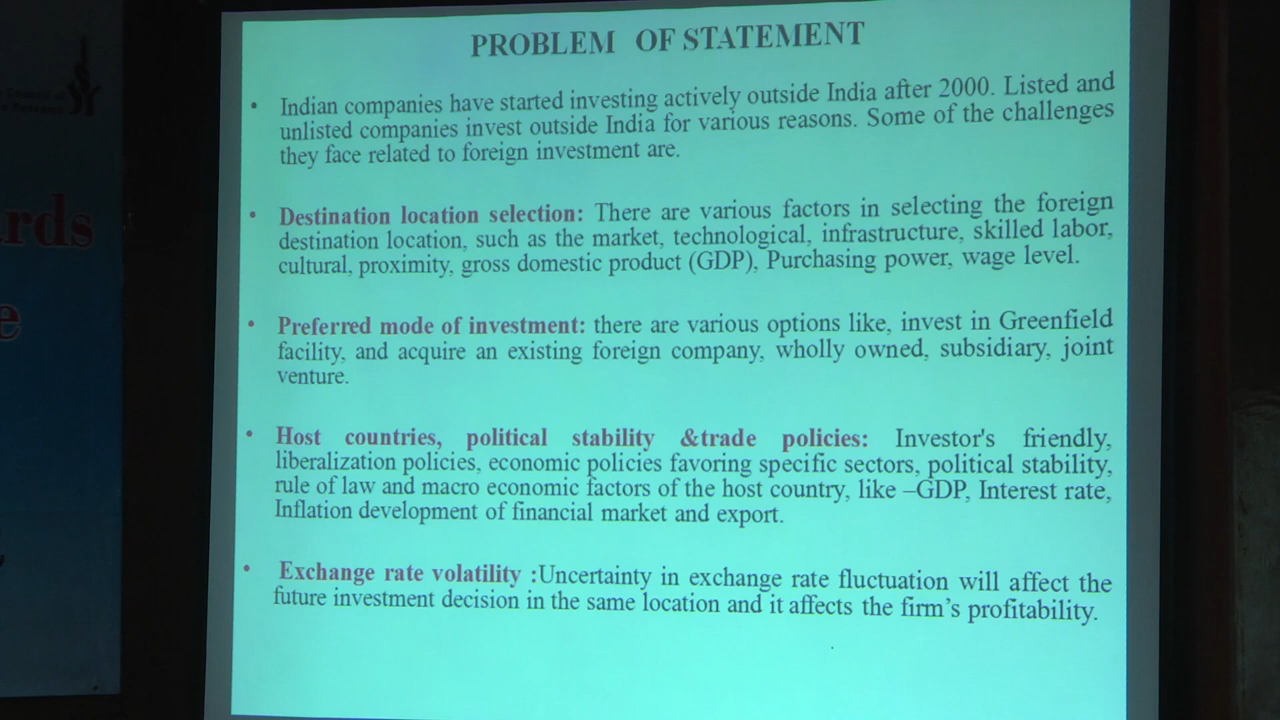 PROBLEM OF STATEMENT
• Indian companies have started investing actively outside India after 2000. Listed and
unlisted companies invest outside India for various reasons. Some of the challenges
they face related to foreign investment are.
• Destination location selection: There are various factors in selecting the foreign
destination location, such as the market, technological, infrastructure, skilled labor,
cultural, proximity, gross domestic product (GDP), Purchasing power, wage level.
• Preferred mode of investment: there are various options like, invest in Greenfield
facility, and acquire an existing foreign company, wholly owned, subsidiary, joint
venture.
• Host countries, political stability &trade policies: Investor's friendly,
liberalization policies, economic policies favoring specific sectors, political stability,
rule of law and macro economic factors of the host country, like –GDP, Interest rate,
Inflation development of financial market and export.
• Exchange rate volatility :Uncertainty in exchange rate fluctuation will affect the
future investment decision in the same location and it affects the firm's profitability.
rds
e